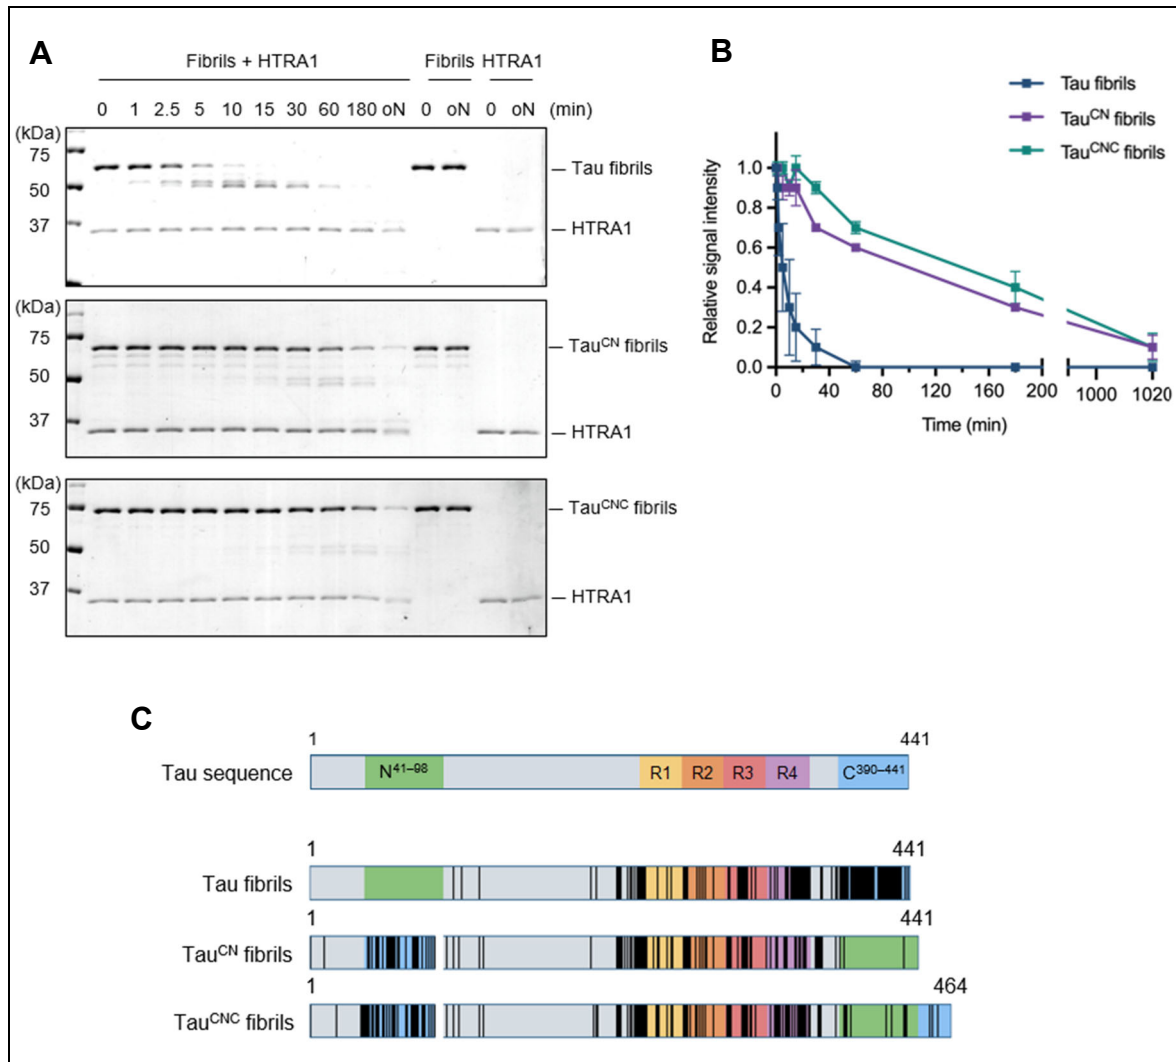 A
Fibrils + HTRA1 Fibrils HTRA1
0 1 2.5 5 10 15 30 60 180 oN 0 oN 0 oN (min)
(kDa)
75
50
37
Tau fibrils
HTRA1
(kDa)
75
50
37
Tau^CN fibrils
HTRA1
(kDa)
75
50
37
Tau^CNC fibrils
HTRA1
B
Tau fibrils
Tau^CN fibrils
Tau^CNC fibrils
Relative signal intensity
1.0
0.8
0.6
0.4
0.2
0.0
0 40 80 120 160 200 1000 1020
Time (min)
C
1 441
Tau sequence N^41–98 R1 R2 R3 R4 C^390–441
1 441
Tau fibrils
1 441
Tau^CN fibrils
1 464
Tau^CNC fibrils